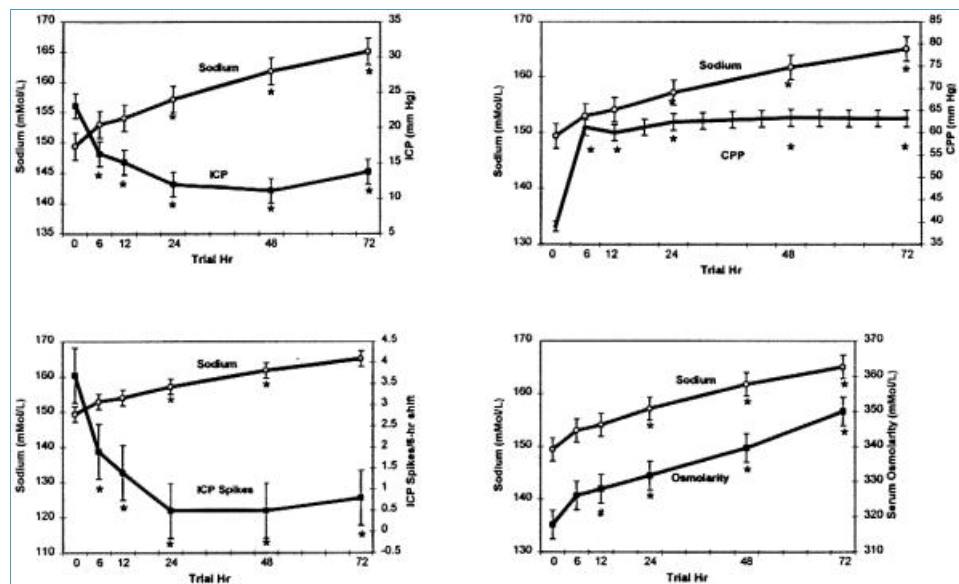 170
165
160
155
150
145
140
135
Sodium (mMol/L)
35
30
25
20
15
10
5
ICP (mm Hg)
Sodium
ICP
* * * * *
0 6 12 24 48 72
Trial Hr
170
160
150
140
130
Sodium (mMol/L)
85
80
75
70
65
60
55
50
45
40
35
CPP (mm Hg)
Sodium
CPP
* * *
* * * * *
0 6 12 24 48 72
Trial Hr
170
160
150
140
130
120
110
Sodium (mMol/L)
4.5
4
3.5
3
2.5
2
1.5
1
0.5
0
-0.5
ICP Spikes/6-hr shift
Sodium
* *
ICP Spikes
* * * * *
0 6 12 24 48 72
Trial Hr
170
160
150
140
130
Sodium (mMol/L)
370
360
350
340
330
320
310
Serum Osmolarity (mMol/L)
Sodium
* * *
Osmolarity
# * * *
0 6 12 24 48 72
Trial Hr